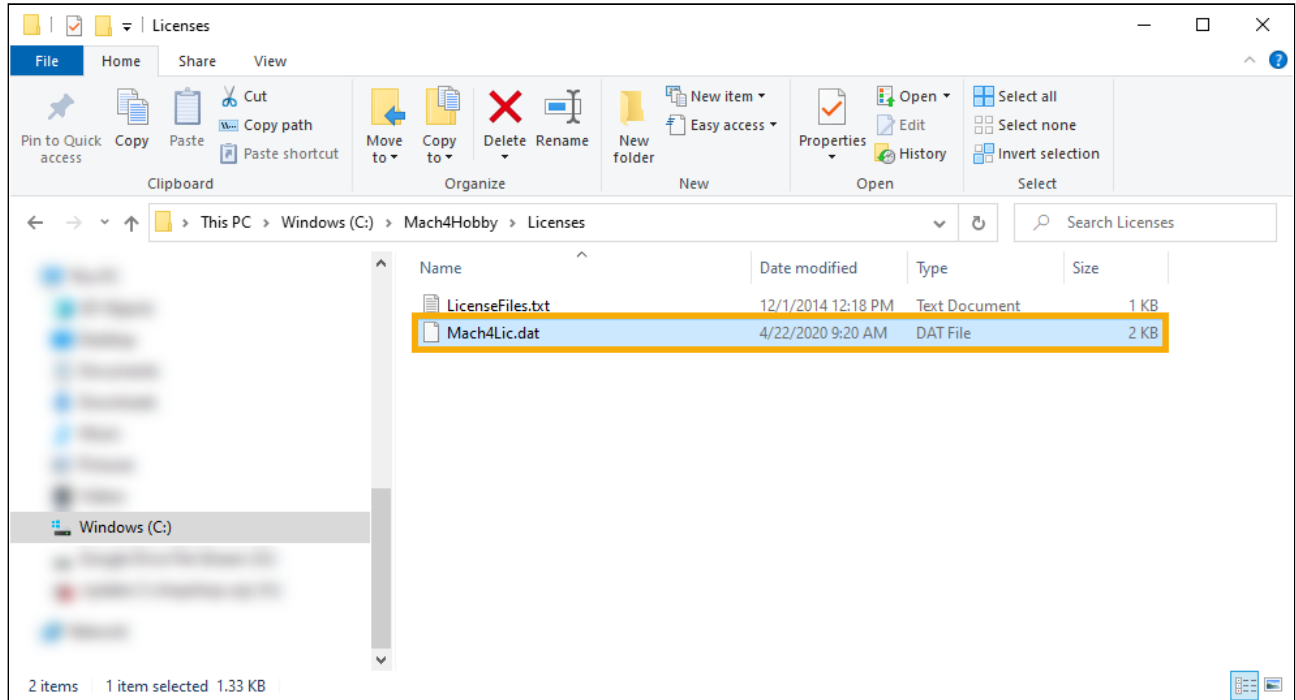 Licenses
File Home Share View
Pin to Quick access
Copy
Paste
Cut
Copy path
Paste shortcut
Clipboard
Move to
Copy to
Delete
Rename
Organize
New folder
New item
Easy access
New
Properties
Open
Edit
History
Open
Select all
Select none
Invert selection
Select
This PC > Windows (C:) > Mach4Hobby > Licenses
Search Licenses
Name Date modified Type Size
LicenseFiles.txt 12/1/2014 12:18 PM Text Document 1 KB
Mach4Lic.dat 4/22/2020 9:20 AM DAT File 2 KB
Windows (C:)
2 items 1 item selected 1.33 KB